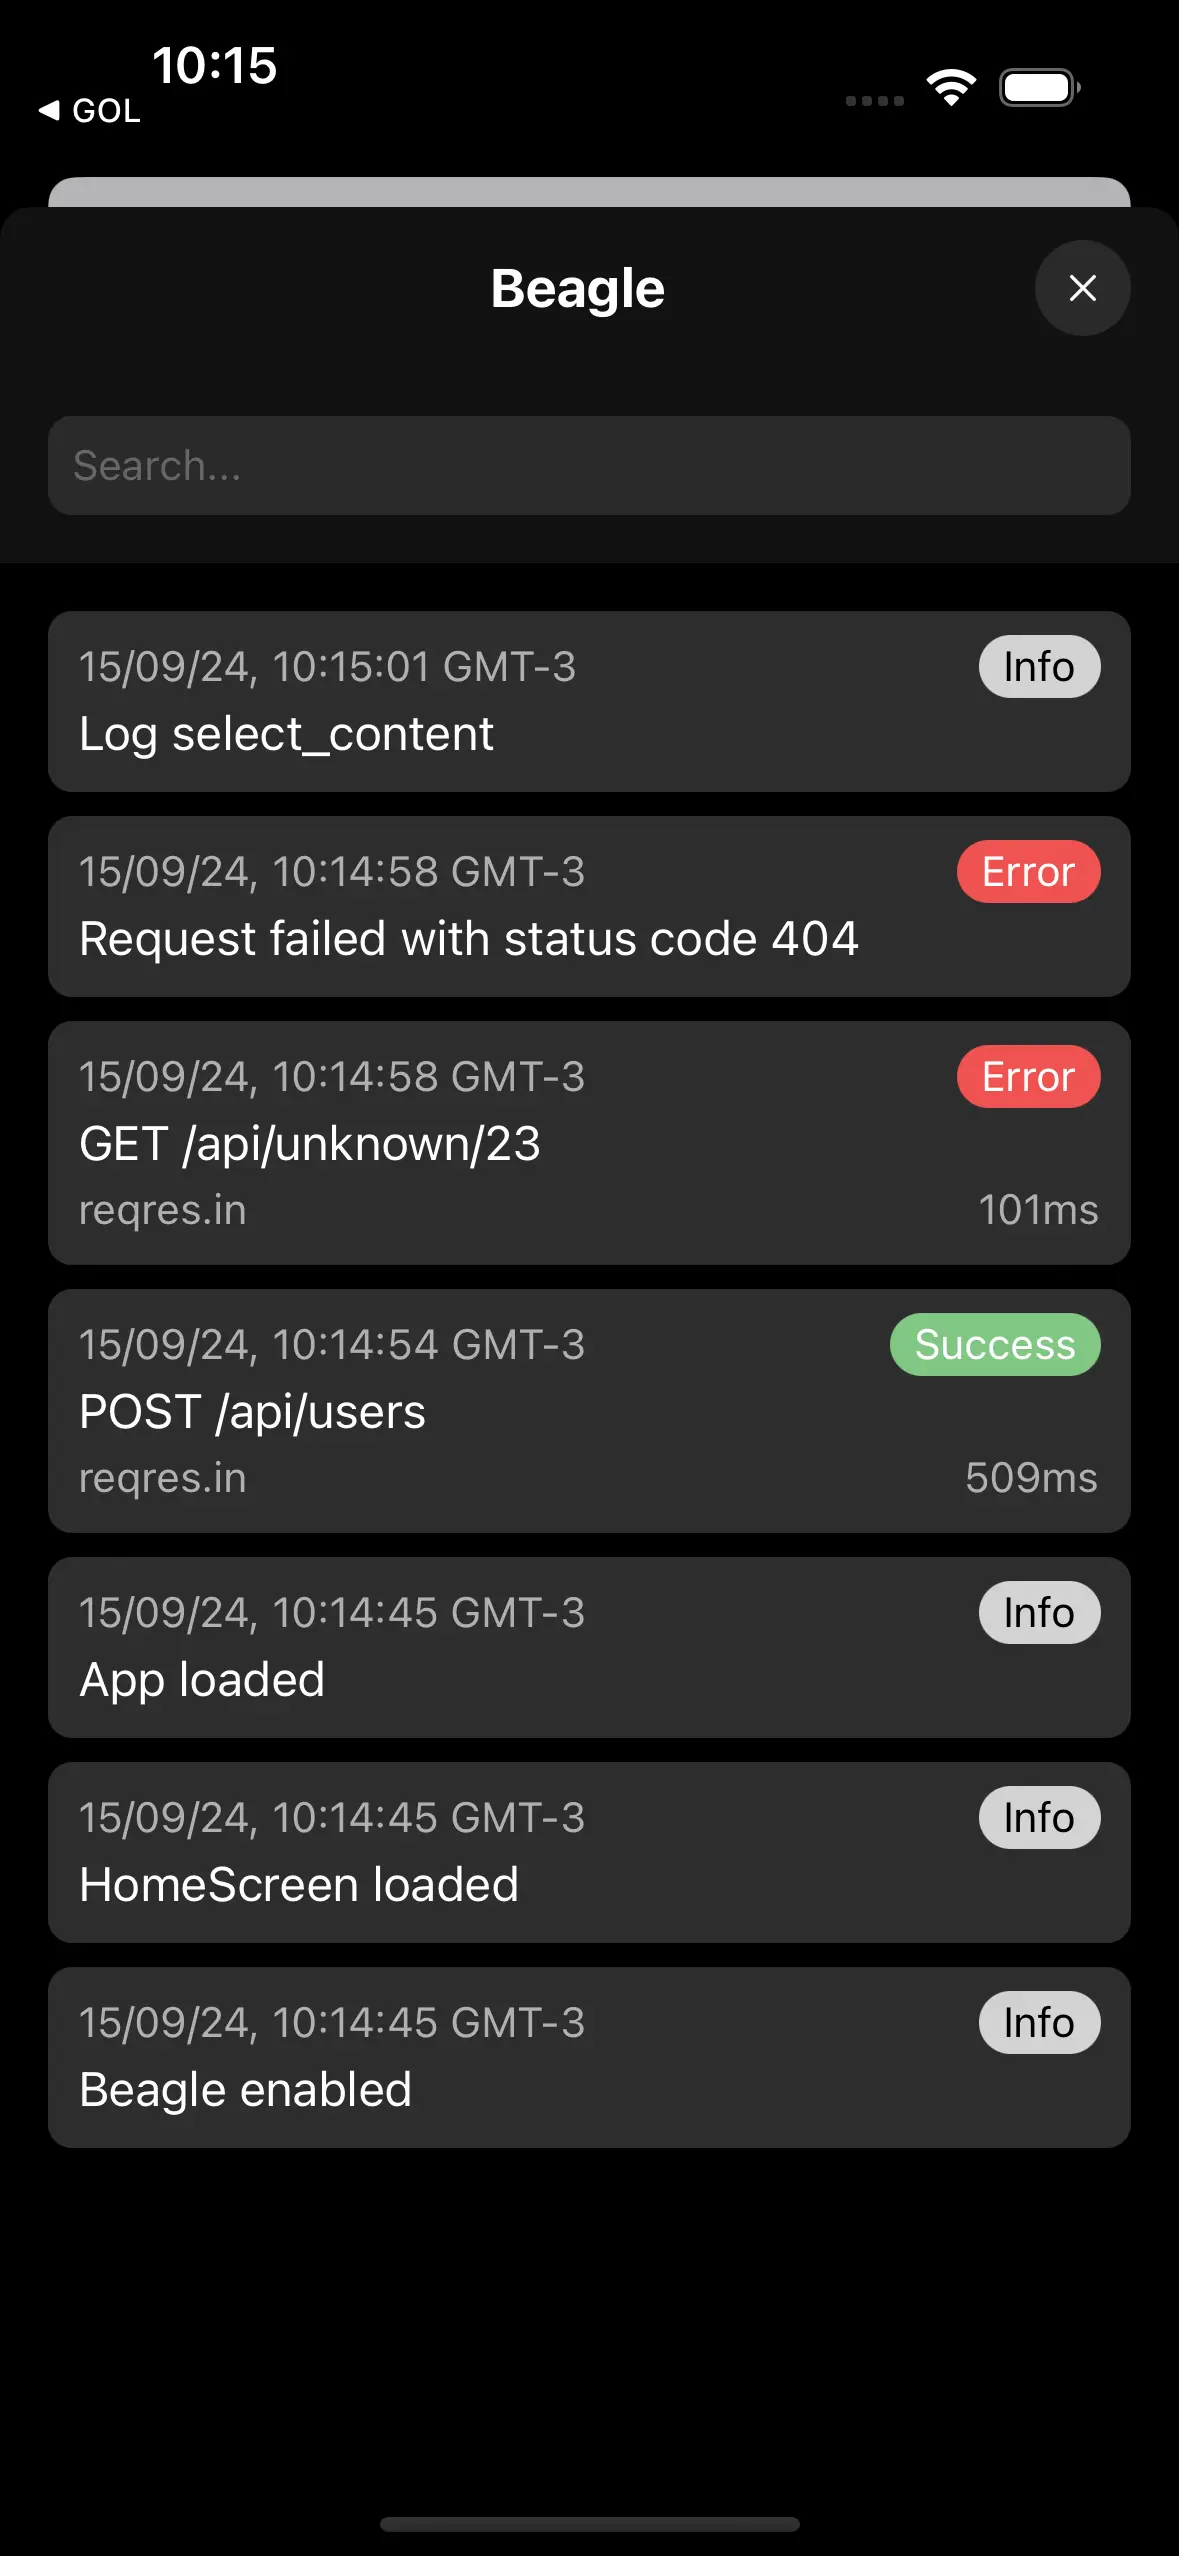 10:15
◀ GOL
Beagle
Search...
15/09/24, 10:15:01 GMT-3
Info
Log select_content
15/09/24, 10:14:58 GMT-3
Error
Request failed with status code 404
15/09/24, 10:14:58 GMT-3
Error
GET /api/unknown/23
reqres.in
101ms
15/09/24, 10:14:54 GMT-3
Success
POST /api/users
reqres.in
509ms
15/09/24, 10:14:45 GMT-3
Info
App loaded
15/09/24, 10:14:45 GMT-3
Info
HomeScreen loaded
15/09/24, 10:14:45 GMT-3
Info
Beagle enabled